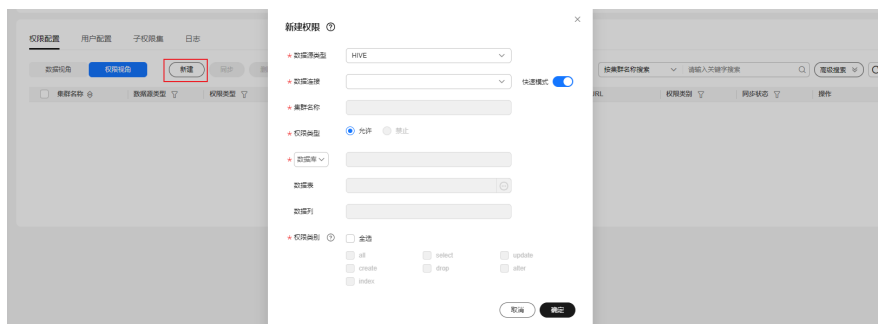 新建权限
权限配置 用户配置 子权限集 日志
数据源类型 HIVE
数据视角 权限视角 新建 同步
数据连接 快速模式
按集群名称搜索 请输入关键字搜索 高级搜索
集群名称 数据源类型 权限类型
URL 权限类别 同步状态 操作
集群名称
权限类型 允许 禁止
数据库
数据表
数据列
权限类别 全选
all select update
create drop alter
index
取消 确定